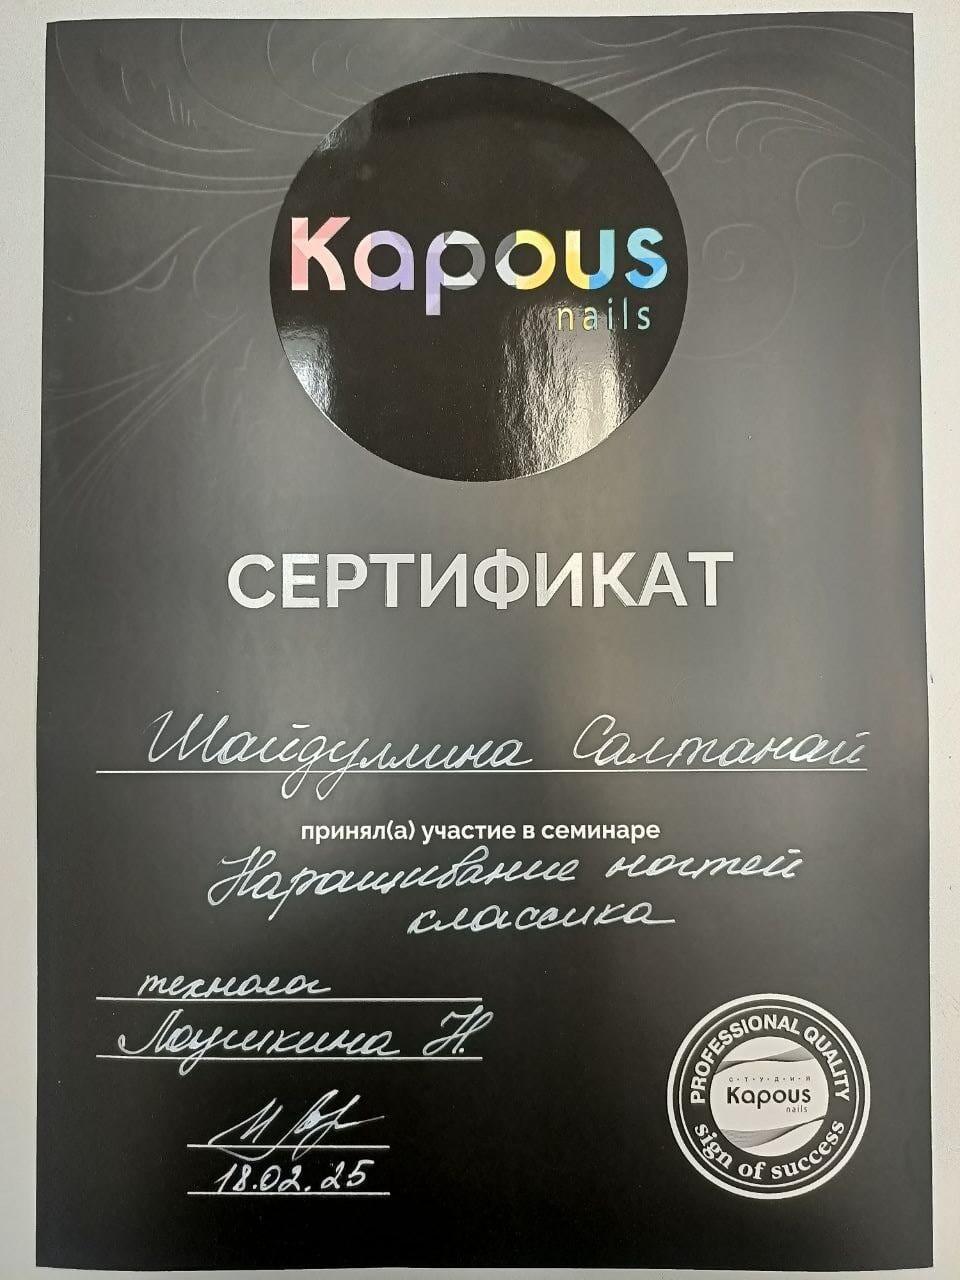 Kapous
nails
СЕРТИФИКАТ
Шайдуллина Салтанай
принял(а) участие в семинаре
Наращивание ногтей
классика
технолог
Лоушкина Н.
18.02.25
PROFESSIONAL QUALITY
СТУДИЯ
Kapous
nails
sign of success